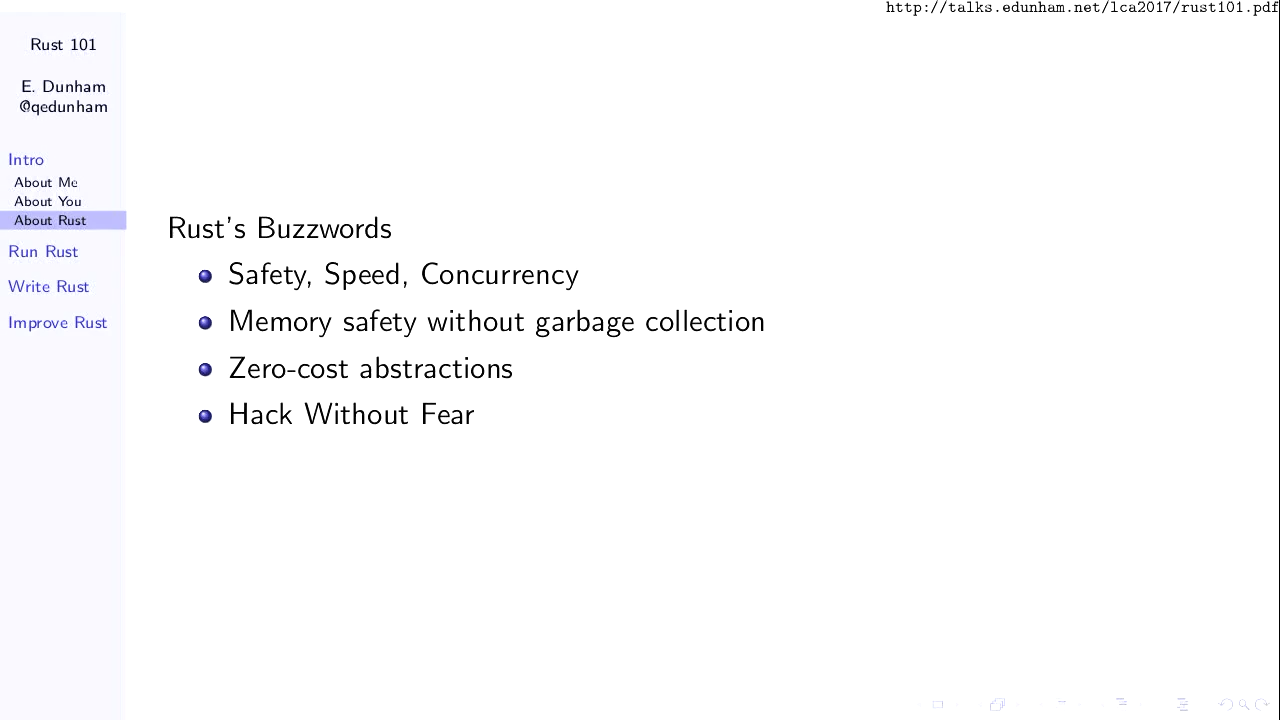 http://talks.edunham.net/lca2017/rust101.pdf
Rust 101
E. Dunham
@qedunham
Intro
About Me
About You
About Rust
Run Rust
Write Rust
Improve Rust
Rust's Buzzwords
Safety, Speed, Concurrency
Memory safety without garbage collection
Zero-cost abstractions
Hack Without Fear